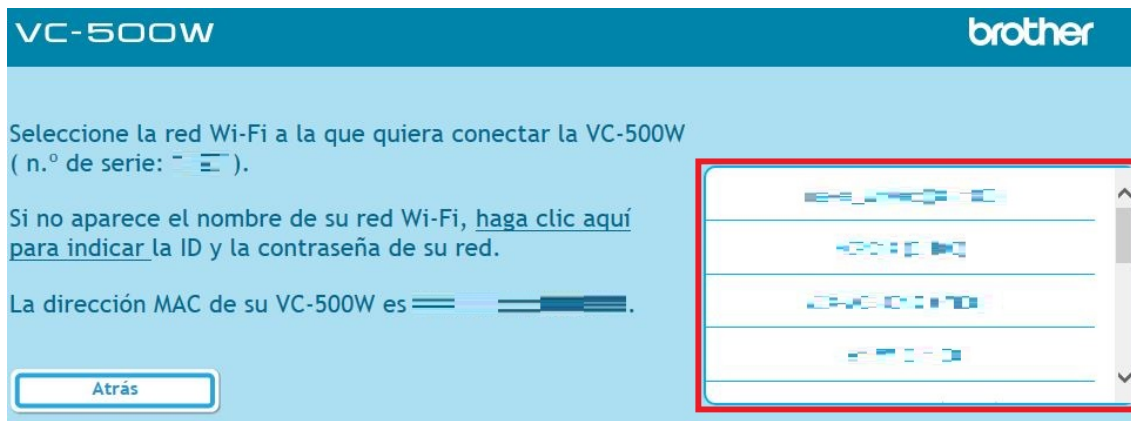 VC-500W
brother
Seleccione la red Wi-Fi a la que quiera conectar la VC-500W
( n.º de serie: ).
Si no aparece el nombre de su red Wi-Fi, haga clic aquí
para indicar la ID y la contraseña de su red.
La dirección MAC de su VC-500W es .
Atrás